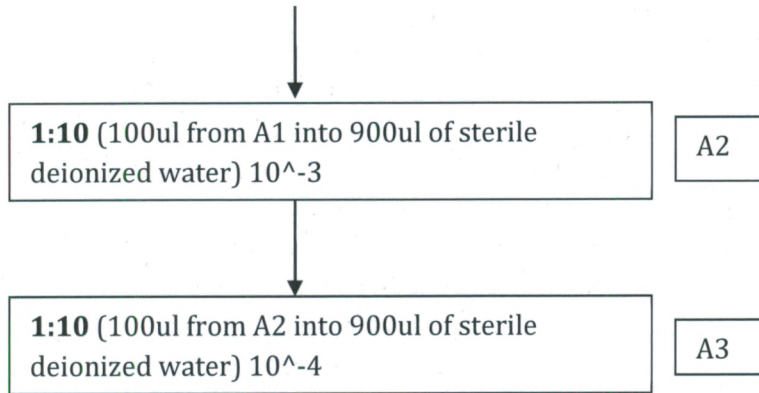 1:10 (100ul from A1 into 900ul of sterile
deionized water) 10^-3
A2
1:10 (100ul from A2 into 900ul of sterile
deionized water) 10^-4
A3